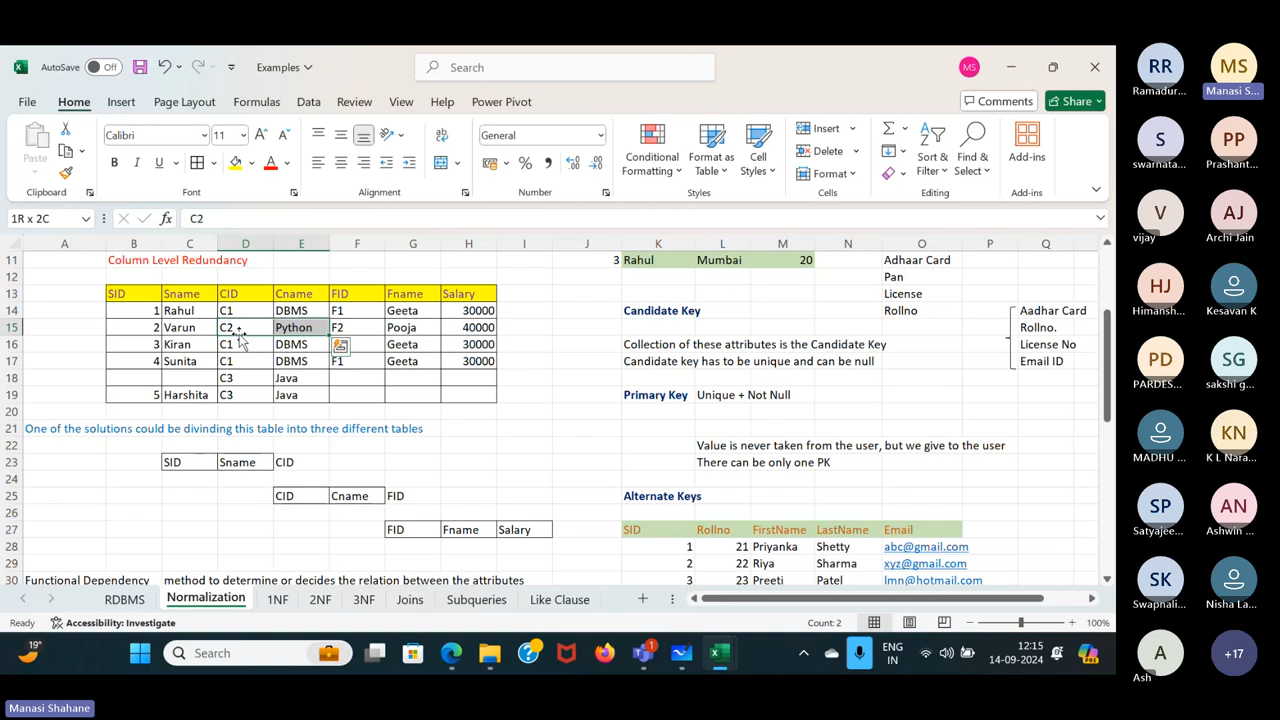 AutoSave Off Examples Search MS
File Home Insert Page Layout Formulas Data Review View Help Power Pivot Comments Share
Paste Calibri 11 General Conditional Formatting Format as Table Cell Styles Insert Delete Format Sort & Filter Find & Select Add-ins
Clipboard Font Alignment Number Styles Cells Editing Add-ins
1R x 2C fx C2
A B C D E F G H I J K L M N O P Q
11 Column Level Redundancy 3 Rahul Mumbai 20 Adhaar Card
12 Pan
13 SID Sname CID Cname FID Fname Salary License
14 1 Rahul C1 DBMS F1 Geeta 30000 Candidate Key Rollno Aadhar Card
15 2 Varun C2 Python F2 Pooja 40000 Rollno.
16 3 Kiran C1 DBMS Geeta 30000 Collection of these attributes is the Candidate Key License No
17 4 Sunita C1 DBMS F1 Geeta 30000 Candidate key has to be unique and can be null Email ID
18 C3 Java
19 5 Harshita C3 Java Primary Key Unique + Not Null
20
21 One of the solutions could be divinding this table into three different tables
22 Value is never taken from the user, but we give to the user
23 SID Sname CID There can be only one PK
24
25 CID Cname FID Alternate Keys
26
27 FID Fname Salary SID Rollno FirstName LastName Email
28 1 21 Priyanka Shetty abc@gmail.com
29 2 22 Riya Sharma xyz@gmail.com
30 Functional Dependency method to determine or decides the relation between the attributes 3 23 Preeti Patel lmn@hotmail.com
RDBMS Normalization 1NF 2NF 3NF Joins Subqueries Like Clause
Ready Accessibility: Investigate Count: 2 100%
19° Search ENG IN 12:15 14-09-2024
Manasi Shahane
RR MS
Ramadur... Manasi S...
S PP
swarnata... Prashant...
V AJ
vijay Archi Jain
HJ KV
Himansh... Kesavan K
PD SG
PARDES... sakshi g...
KN
MADHU ... K L Nara...
SP AN
Satyajee... Ashwin ...
SK
Swapnali... Nisha La...
A +17
Ash